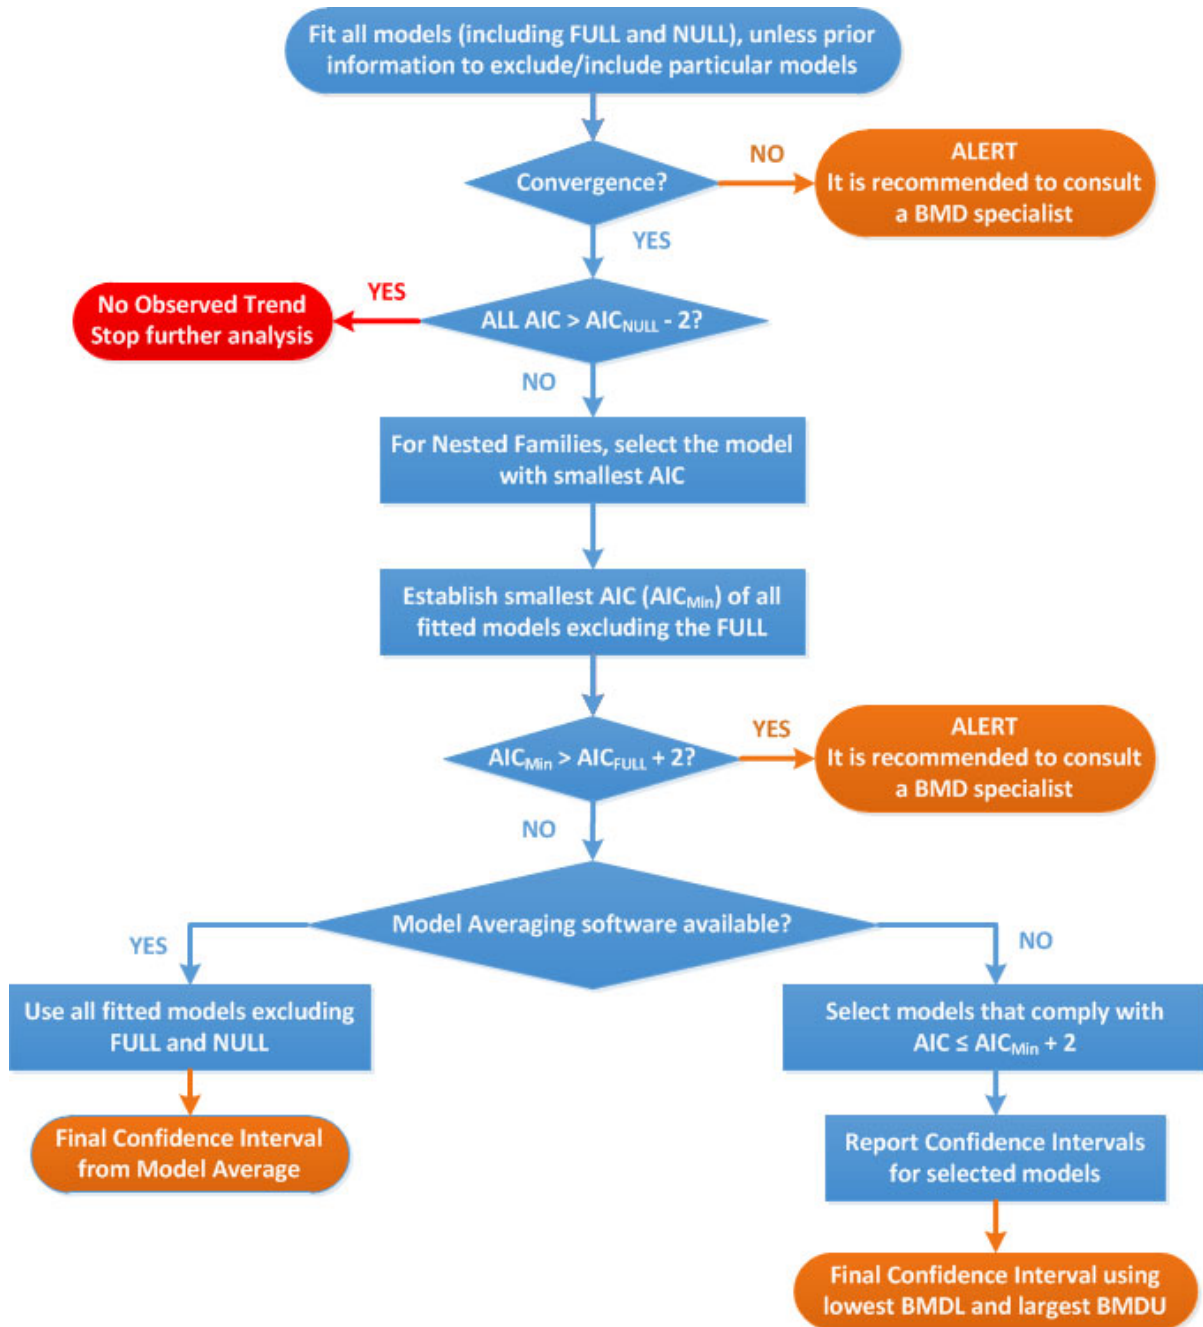 Fit all models (including FULL and NULL), unless prior
information to exclude/include particular models
Convergence?
NO
ALERT
It is recommended to consult
a BMD specialist
YES
ALL AIC > AICNULL - 2?
YES
No Observed Trend
Stop further analysis
NO
For Nested Families, select the model
with smallest AIC
Establish smallest AIC (AICMin) of all
fitted models excluding the FULL
AICMin > AICFULL + 2?
YES
ALERT
It is recommended to consult
a BMD specialist
NO
Model Averaging software available?
YES
Use all fitted models excluding
FULL and NULL
Final Confidence Interval
from Model Average
NO
Select models that comply with
AIC ≤ AICMin + 2
Report Confidence Intervals
for selected models
Final Confidence Interval using
lowest BMDL and largest BMDU